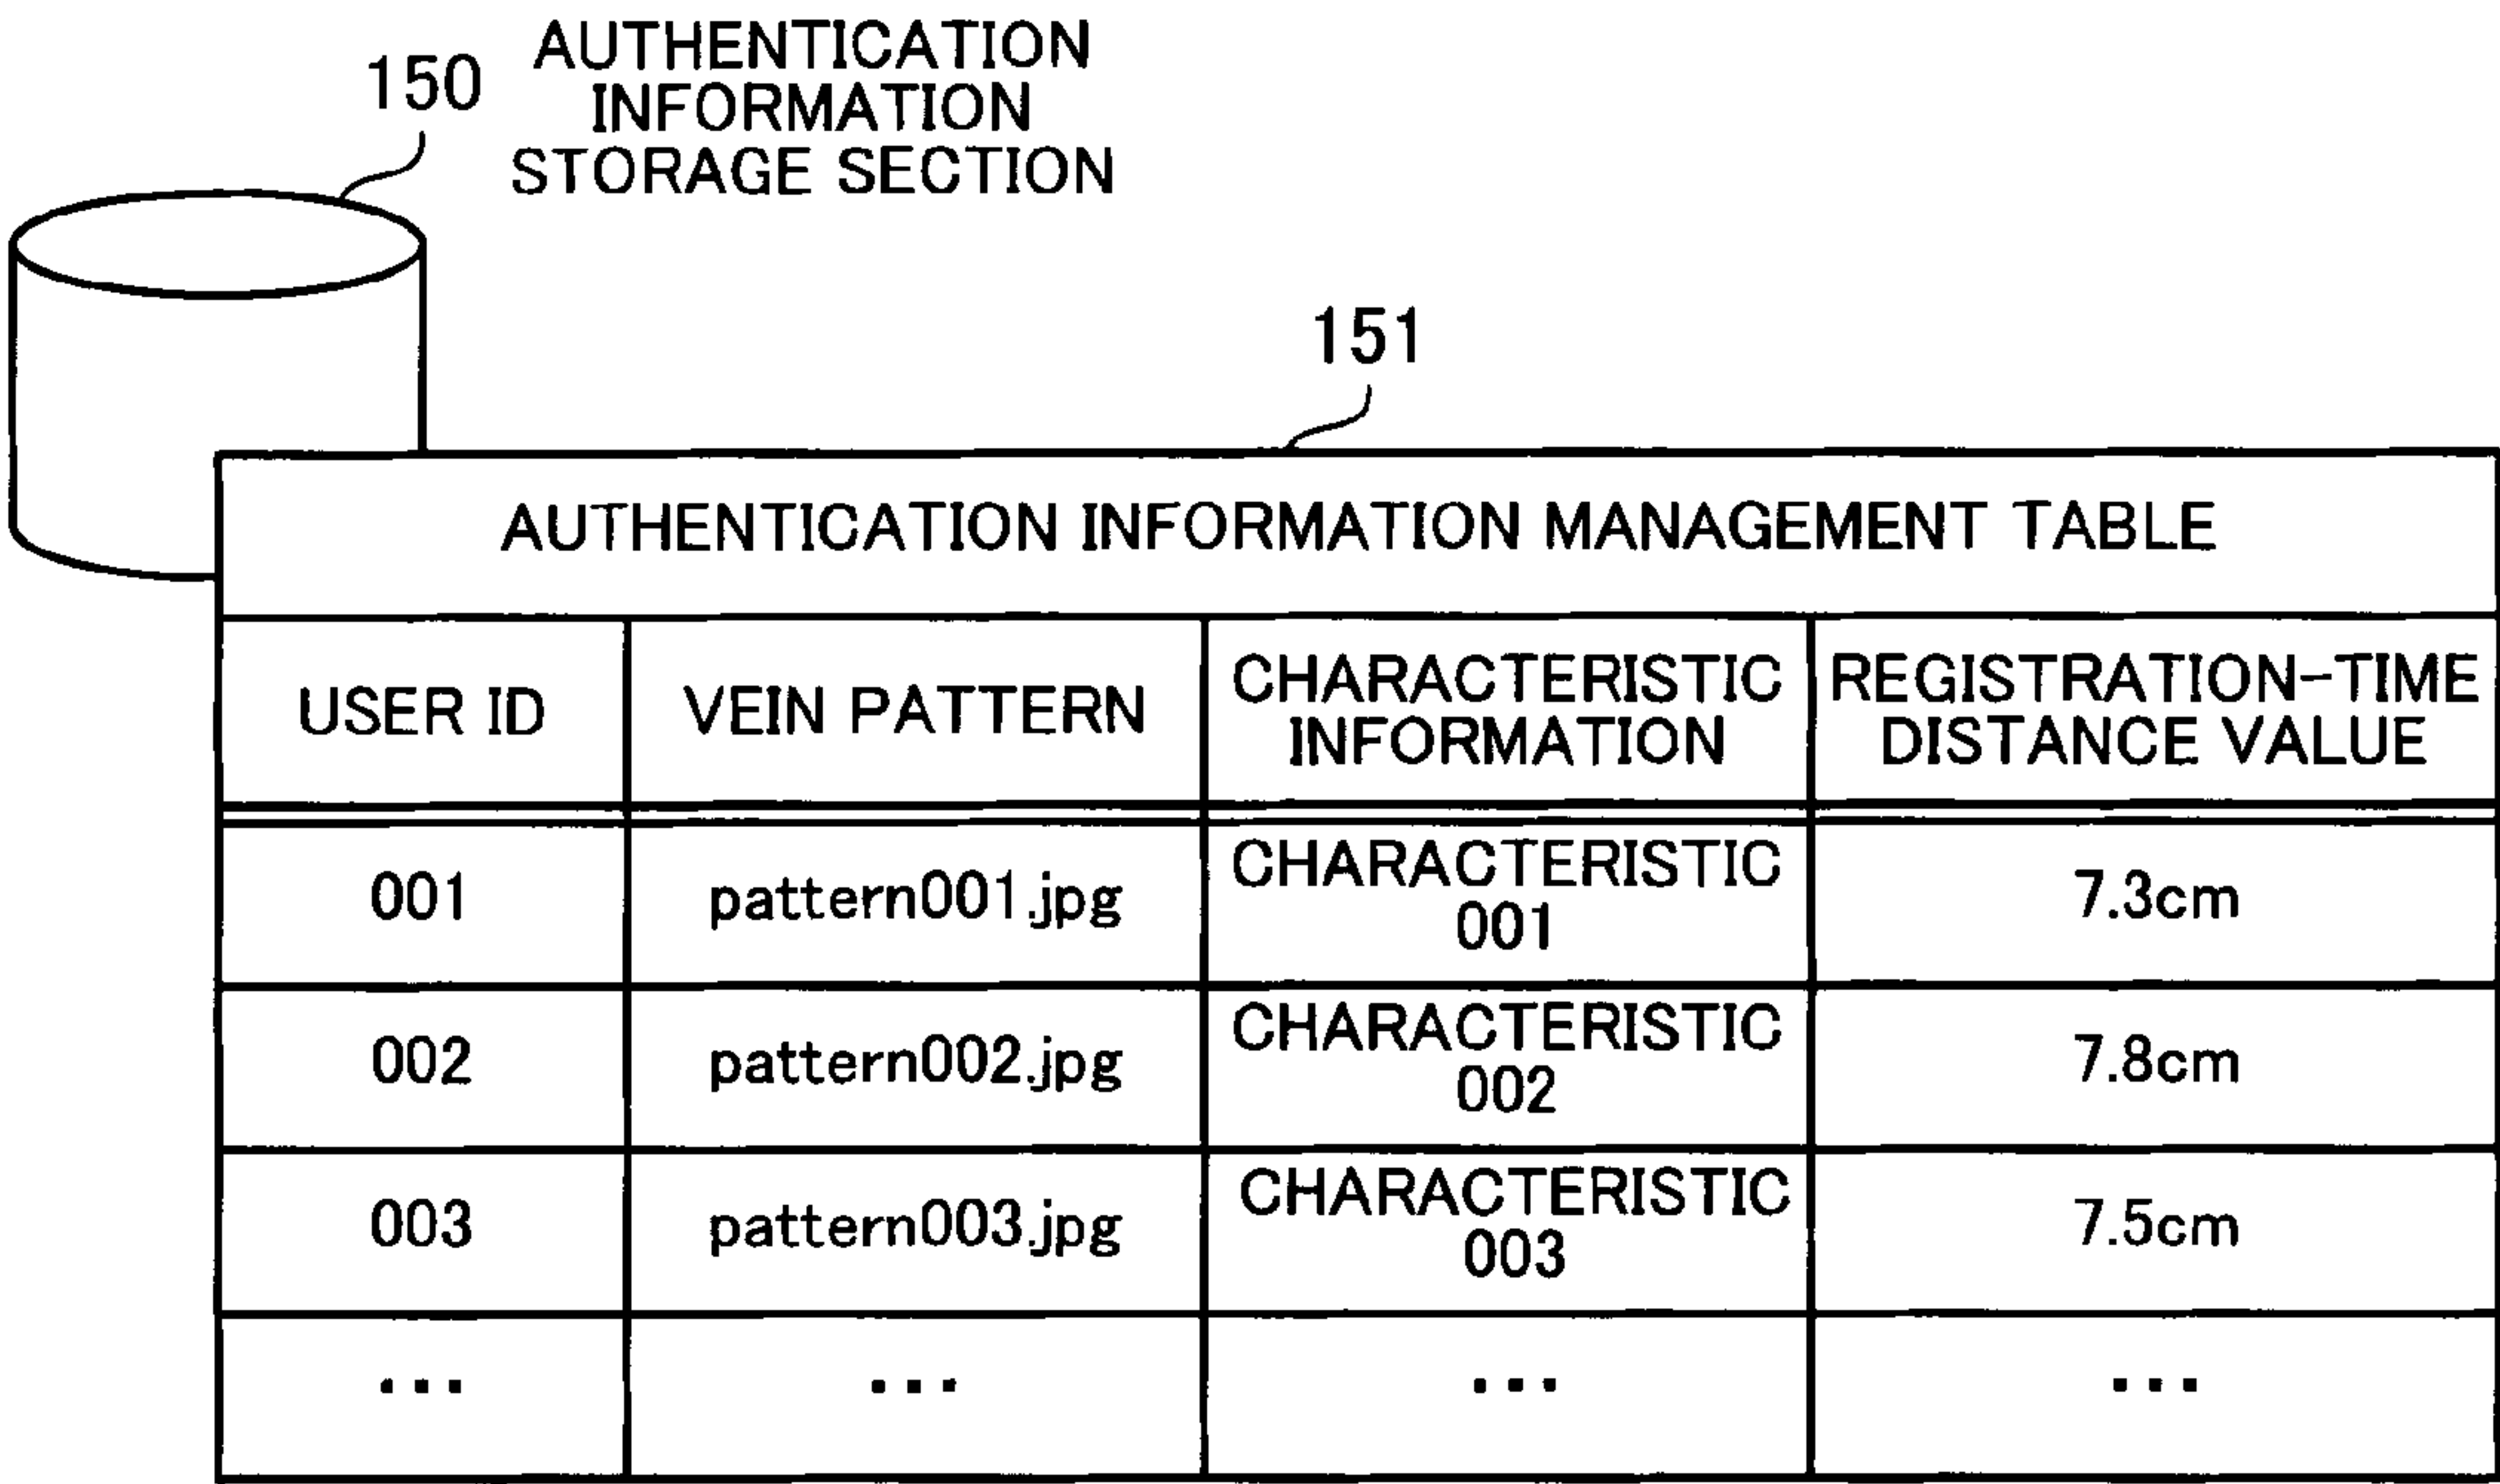 150
AUTHENTICATION
INFORMATION
STORAGE SECTION
151
AUTHENTICATION INFORMATION MANAGEMENT TABLE
USER ID
VEIN PATTERN
CHARACTERISTIC
INFORMATION
REGISTRATION-TIME
DISTANCE VALUE
001
pattern001.jpg
CHARACTERISTIC
001
7.3cm
002
pattern002.jpg
CHARACTERISTIC
002
7.8cm
003
pattern003.jpg
CHARACTERISTIC
003
7.5cm
...
...
...
...